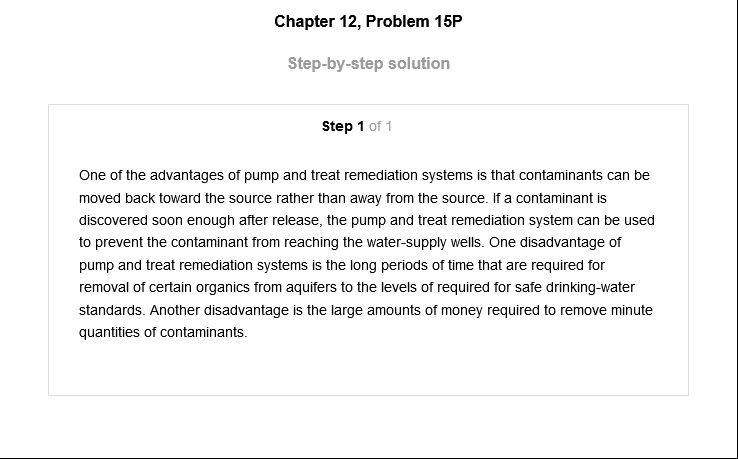 Chapter 12, Problem 15P
Step-by-step solution
Step 1 of 1
One of the advantages of pump and treat remediation systems is that contaminants can be
moved back toward the source rather than away from the source. If a contaminant is
discovered soon enough after release, the pump and treat remediation system can be used
to prevent the contaminant from reaching the water-supply wells. One disadvantage of
pump and treat remediation systems is the long periods of time that are required for
removal of certain organics from aquifers to the levels of required for safe drinking-water
standards. Another disadvantage is the large amounts of money required to remove minute
quantities of contaminants.